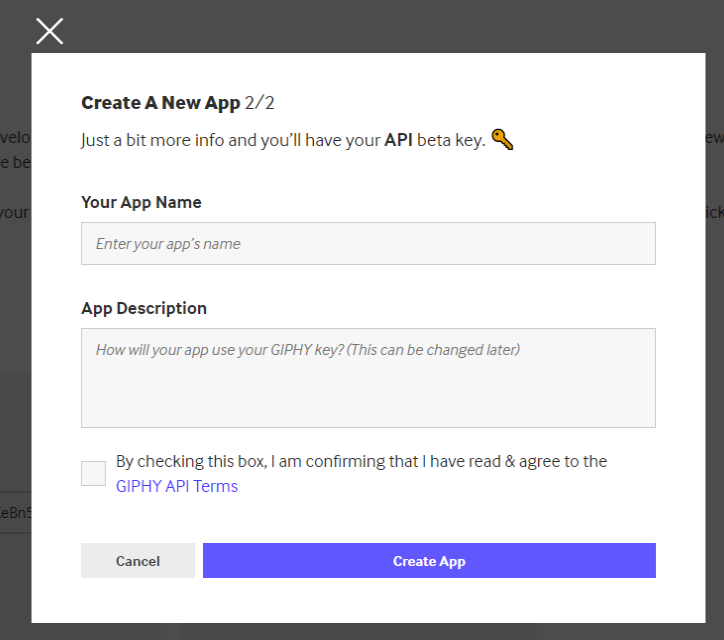 Create A New App 2/2
Just a bit more info and you'll have your API beta key.
Your App Name
Enter your app's name
App Description
How will your app use your GIPHY key? (This can be changed later)
By checking this box, I am confirming that I have read & agree to the
GIPHY API Terms
Cancel
Create App